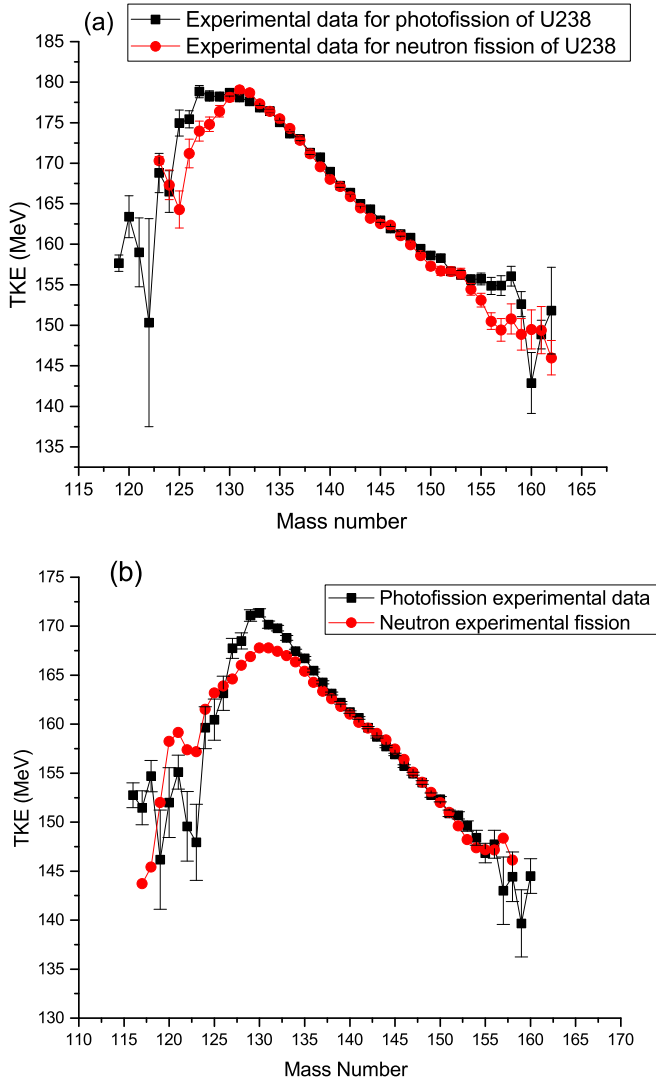 (a)
Experimental data for photofission of U238
Experimental data for neutron fission of U238
185
180
175
170
165
160
155
150
145
140
135
TKE (MeV)
115 120 125 130 135 140 145 150 155 160 165
Mass number
(b)
Photofission experimental data
Neutron experimental fission
175
170
165
160
155
150
145
140
135
130
TKE (MeV)
110 115 120 125 130 135 140 145 150 155 160 165 170
Mass Number